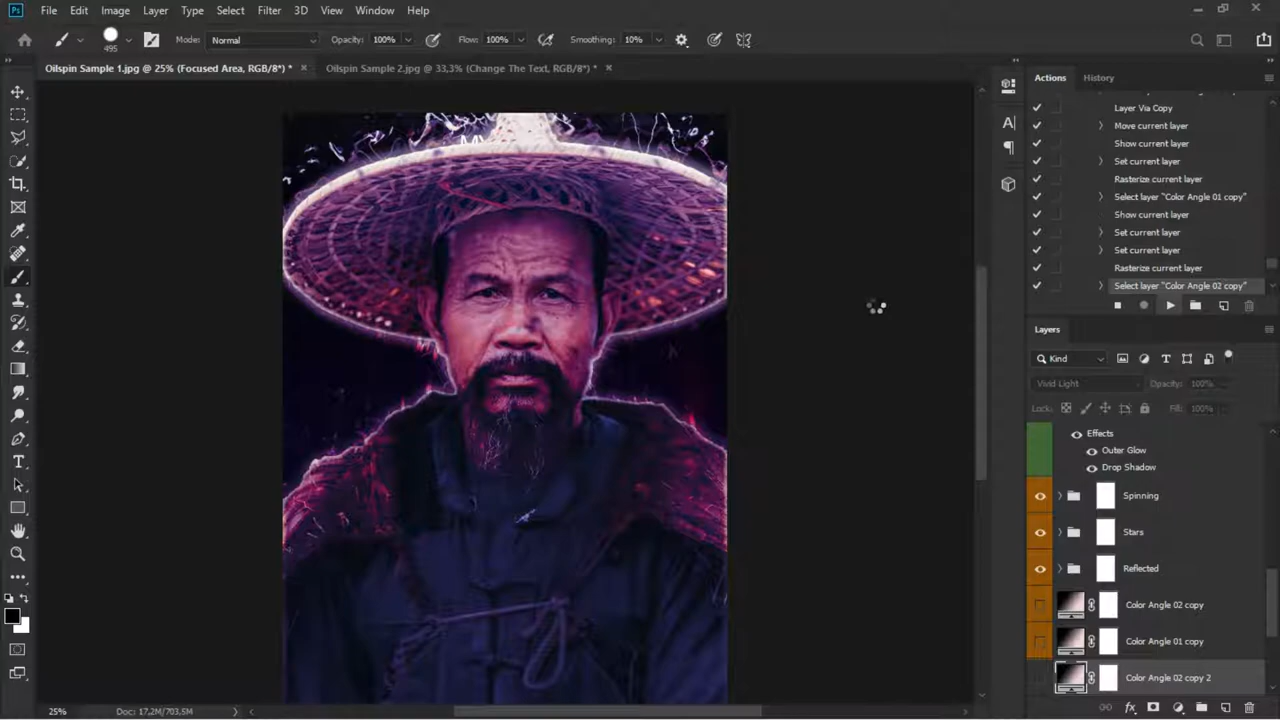 Ps File Edit Image Layer Type Select Filter 3D View Window Help
495 Mode: Normal Opacity: 100% Flow: 100% Smoothing: 10%
Oilspin Sample 1.jpg @ 25% (Focused Area, RGB/8*) * × Oilspin Sample 2.jpg @ 33,3% (Change The Text, RGB/8*) * ×
Actions History
Layer Via Copy
Move current layer
Show current layer
Set current layer
Rasterize current layer
Select layer "Color Angle 01 copy"
Show current layer
Set current layer
Set current layer
Rasterize current layer
Select layer "Color Angle 02 copy"
Layers
Kind
Vivid Light Opacity: 100%
Lock: Fill: 100%
Effects
Outer Glow
Drop Shadow
Spinning
Stars
Reflected
Color Angle 02 copy
Color Angle 01 copy
Color Angle 02 copy 2
25% Doc: 17,2M/703,5M